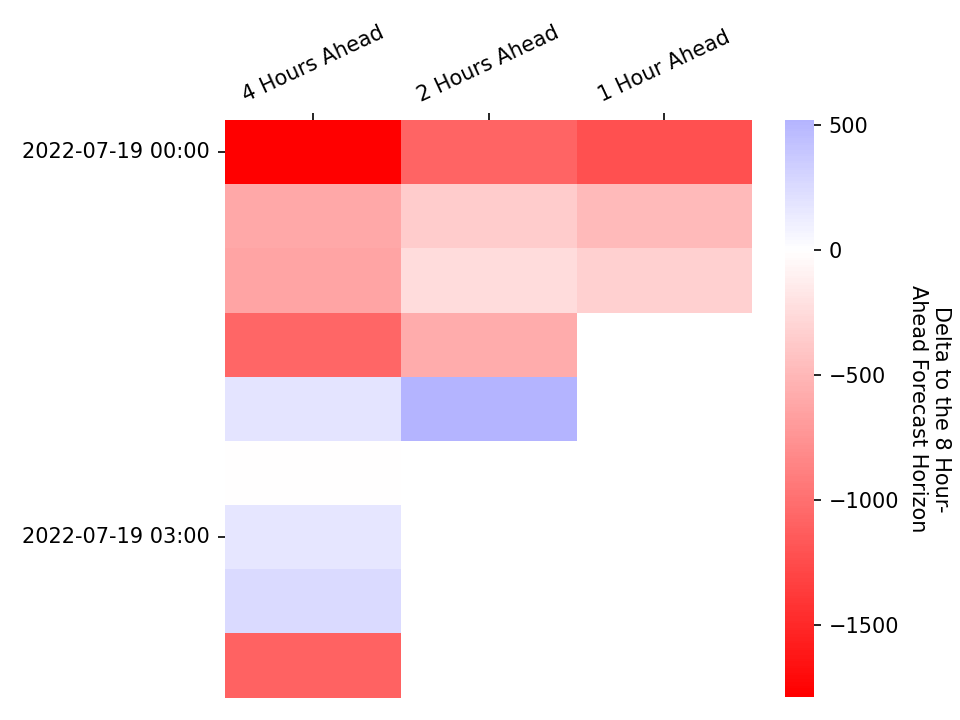 4 Hours Ahead
2 Hours Ahead
1 Hour Ahead
2022-07-19 00:00
2022-07-19 03:00
500
0
−500
−1000
−1500
Delta to the 8 Hour-
Ahead Forecast Horizon